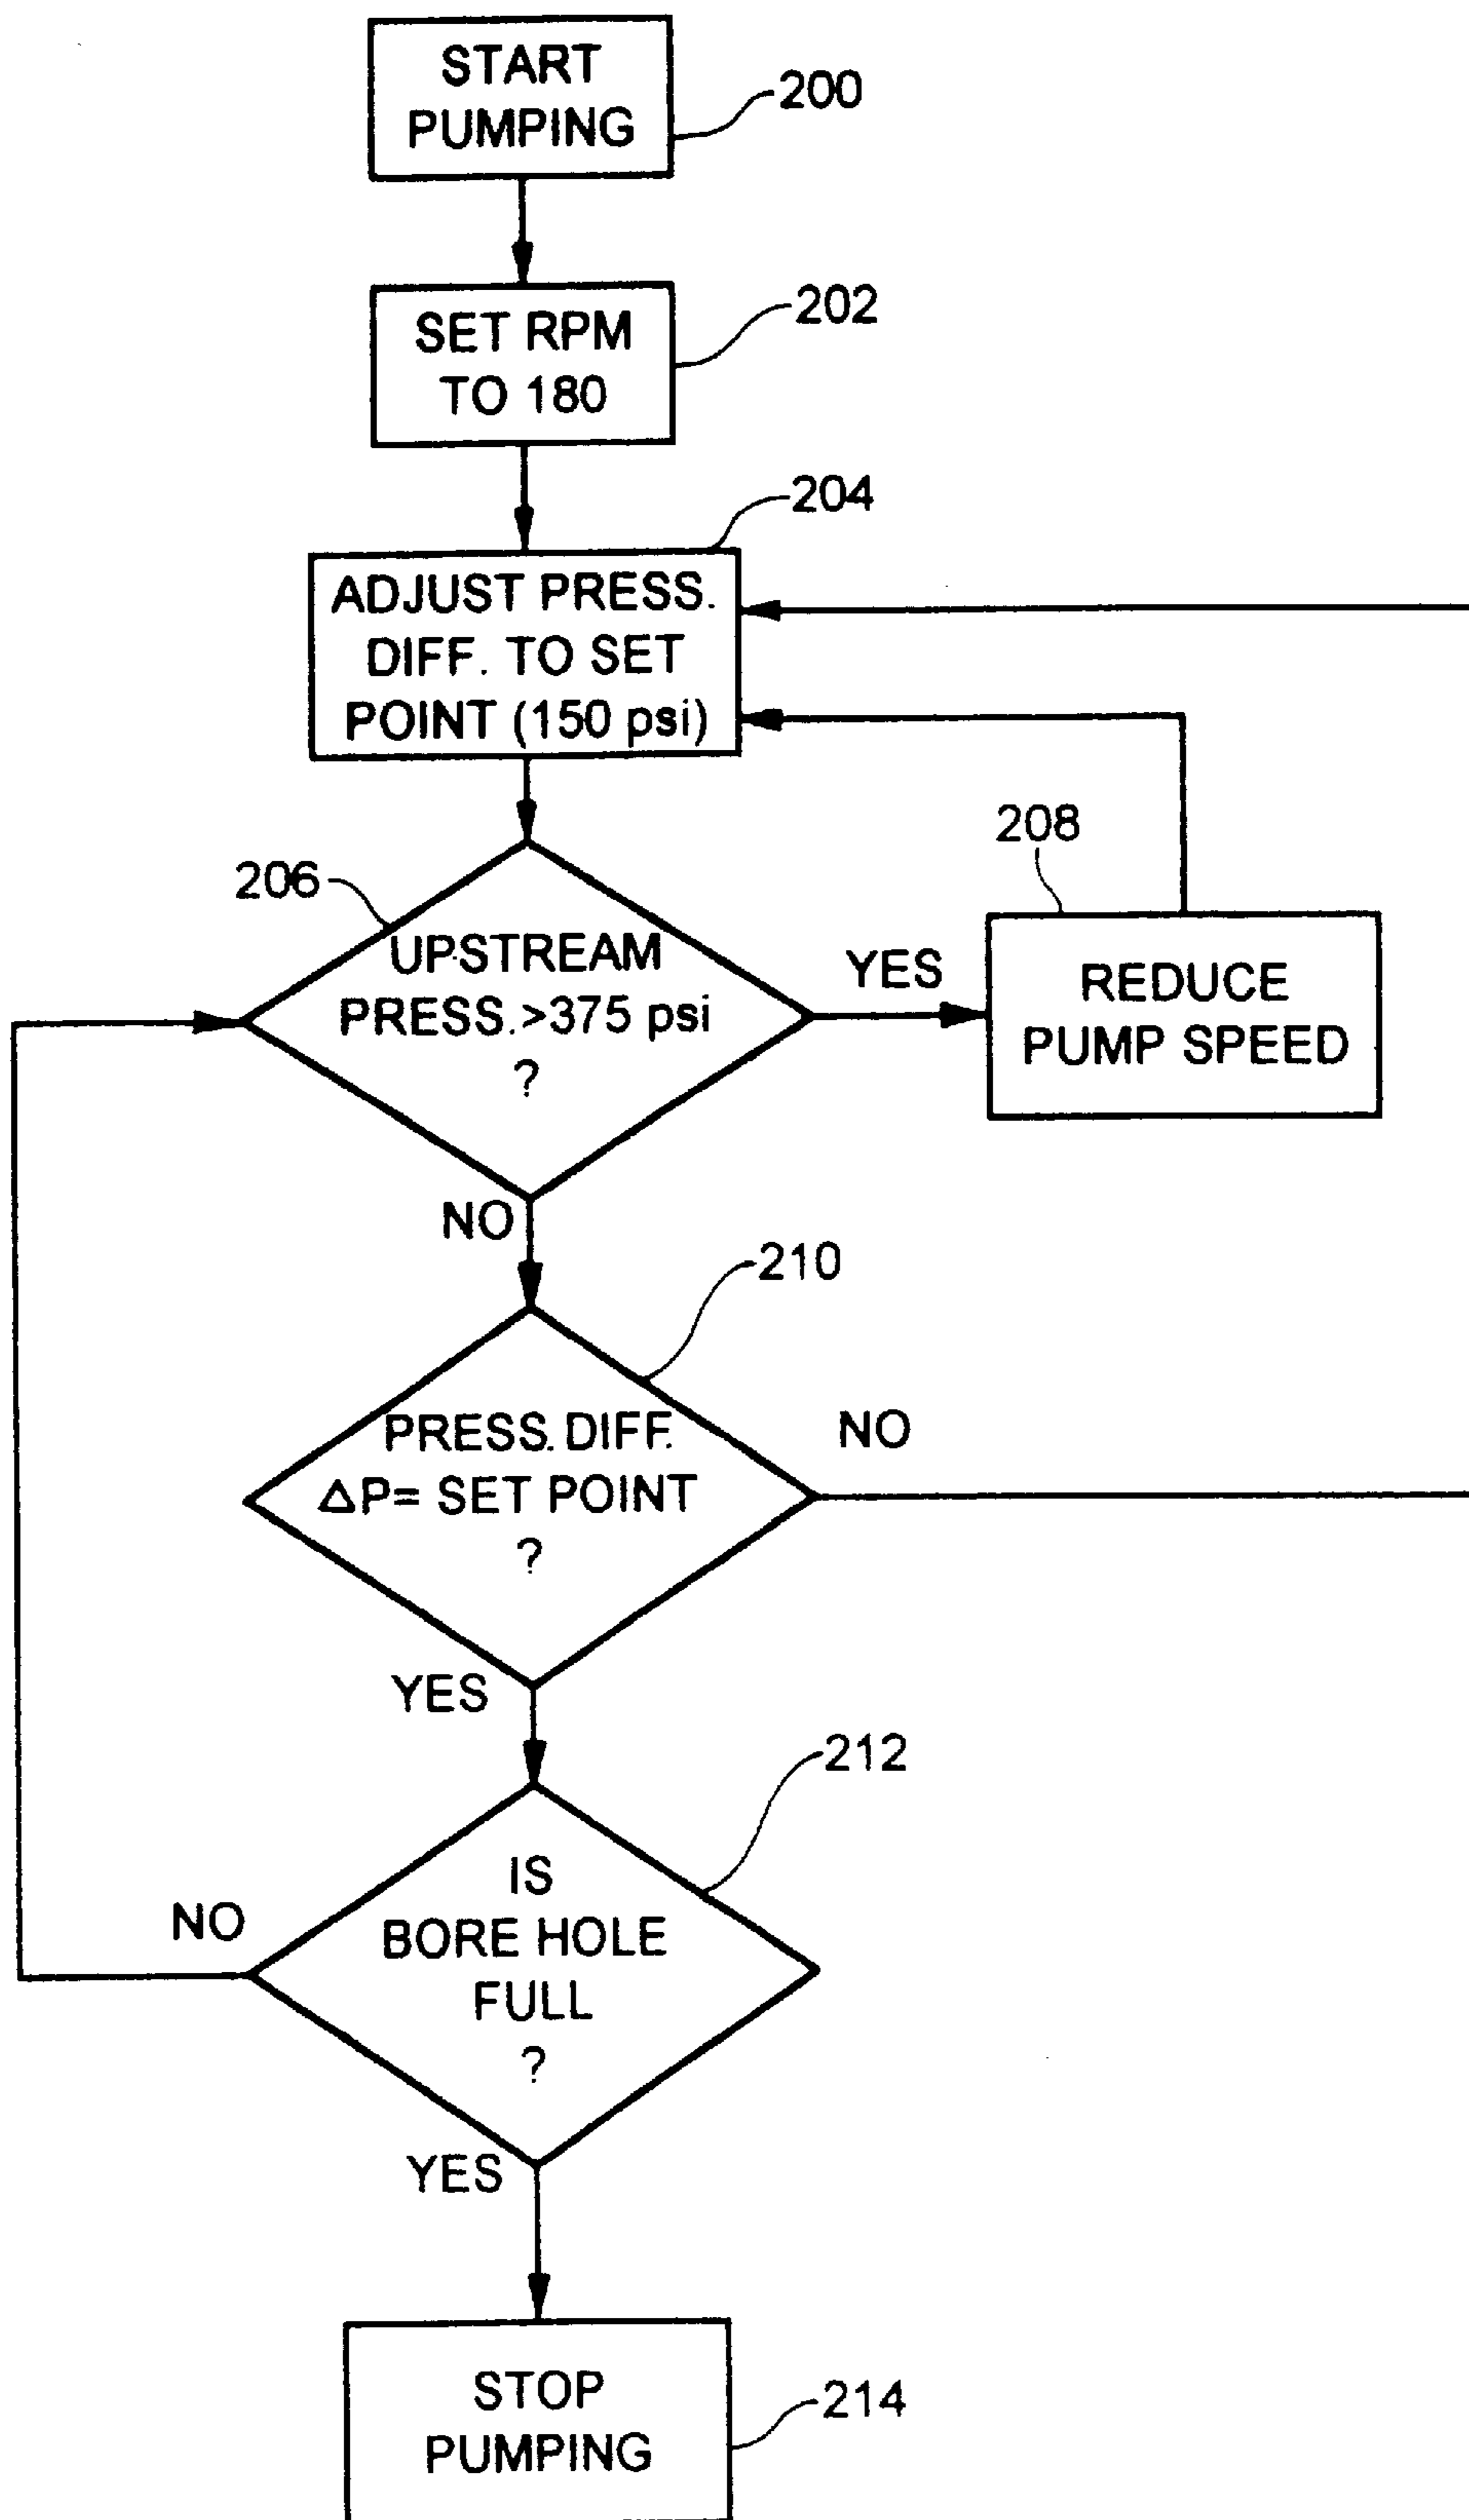 START
PUMPING
200
SET RPM
TO 180
202
204
ADJUST PRESS.
DIFF. TO SET
POINT (150 psi)
206
UPSTREAM
PRESS.>375 psi
?
YES
208
REDUCE
PUMP SPEED
NO
210
PRESS. DIFF.
ΔP= SET POINT
?
NO
YES
212
IS
BORE HOLE
FULL
?
NO
YES
STOP
PUMPING
214